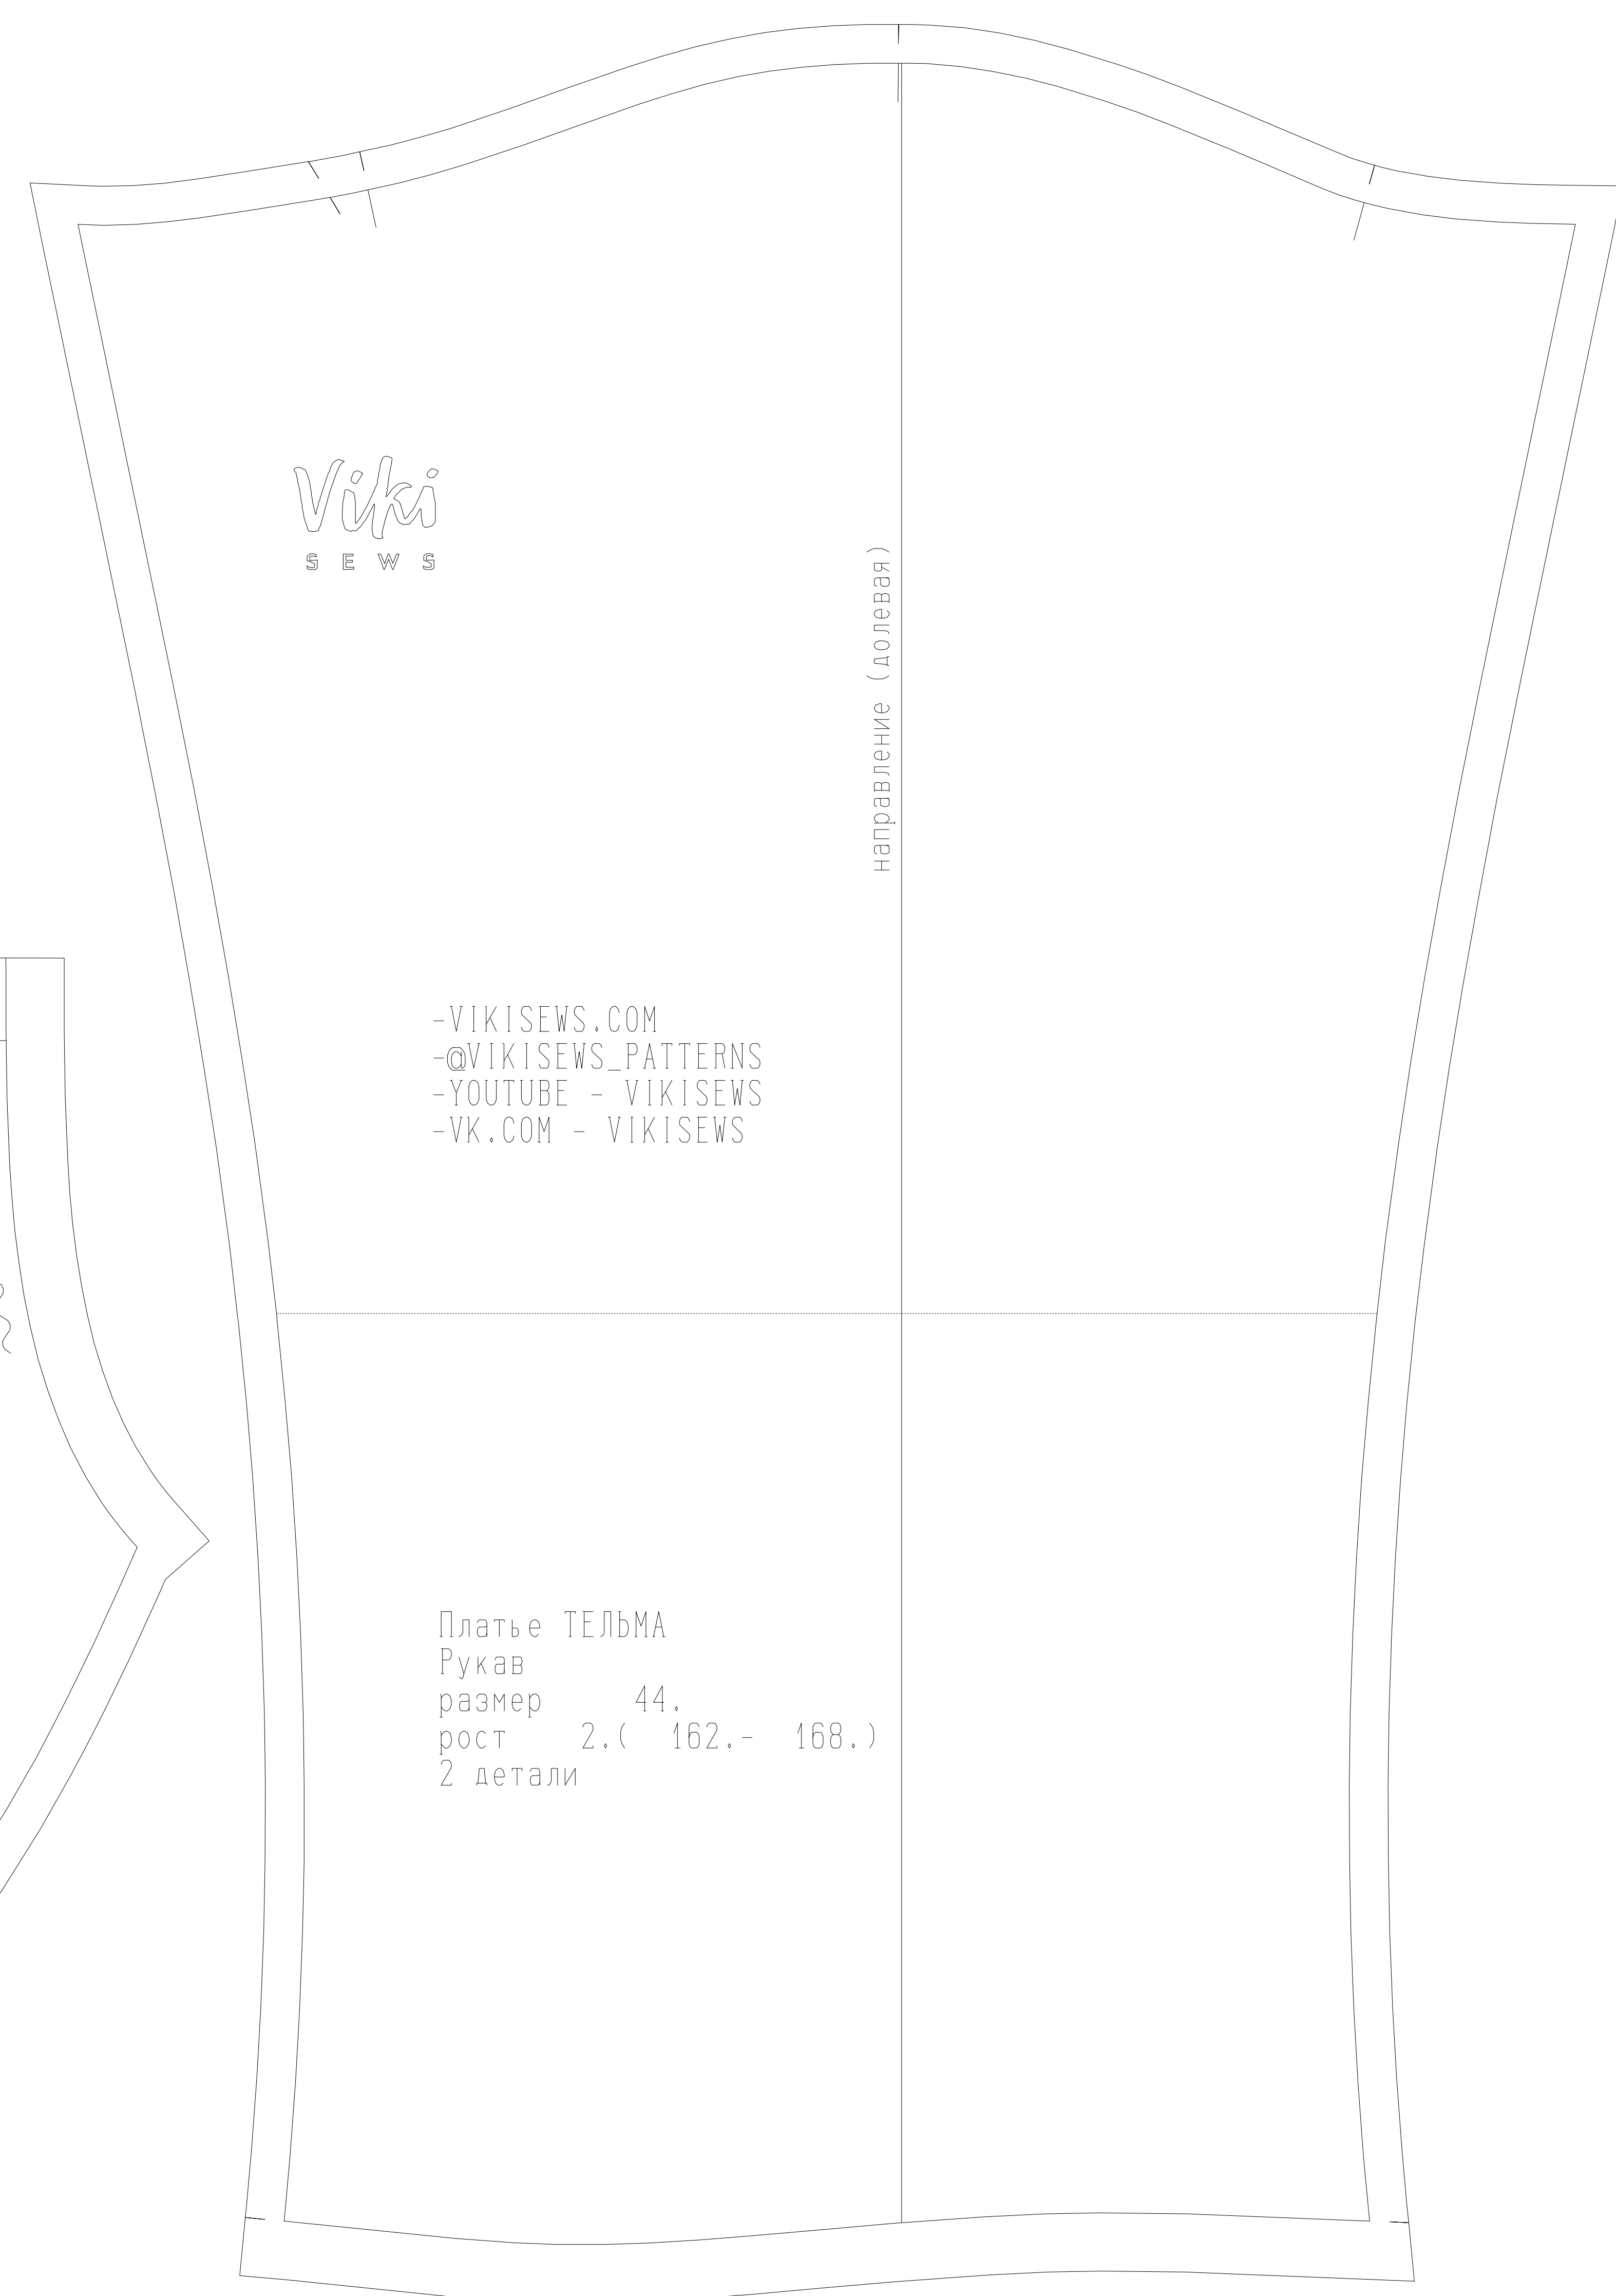 Viki
SEWS
направление (долевая)
-VIKISEWS.COM
-@VIKISEWS_PATTERNS
-YOUTUBE - VIKISEWS
-VK.COM - VIKISEWS
Платье ТЕЛЬМА
Рукав
размер 44.
рост 2.( 162.- 168.)
2 детали